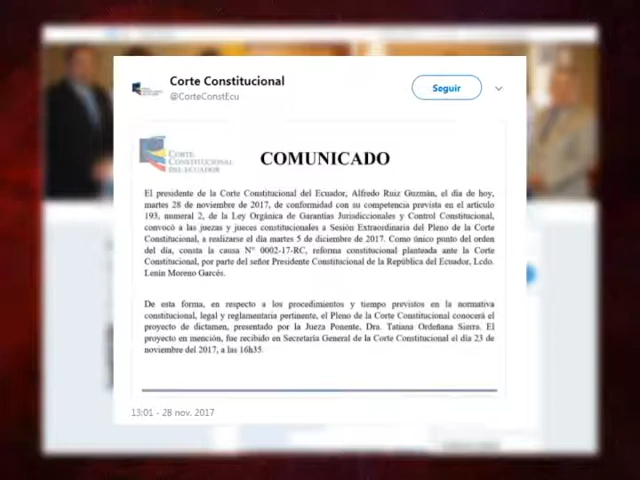 Corte Constitucional
@CorteConstEcu
Seguir
CORTE
CONSTITUCIONAL
DEL ECUADOR
COMUNICADO
El presidente de la Corte Constitucional del Ecuador, Alfredo Ruiz Guzmán, el día de hoy,
martes 28 de noviembre de 2017, de conformidad con su competencia prevista en el artículo
193, numeral 2, de la Ley Orgánica de Garantías Jurisdiccionales y Control Constitucional,
convocó a las juezas y jueces constitucionales a Sesión Extraordinaria del Pleno de la Corte
Constitucional, a realizarse el día martes 5 de diciembre de 2017. Como único punto del orden
del día, consta la causa N° 0002-17-RC, reforma constitucional planteada ante la Corte
Constitucional, por parte del señor Presidente Constitucional de la República del Ecuador, Lcdo.
Lenin Moreno Garcés.
De esta forma, en respecto a los procedimientos y tiempo previstos en la normativa
constitucional, legal y reglamentaria pertinente, el Pleno de la Corte Constitucional conocerá el
proyecto de dictamen, presentado por la Jueza Ponente, Dra. Tatiana Ordeñana Sierra. El
proyecto en mención, fue recibido en Secretaría General de la Corte Constitucional el día 23 de
noviembre del 2017, a las 16h35.
13:01 - 28 nov. 2017